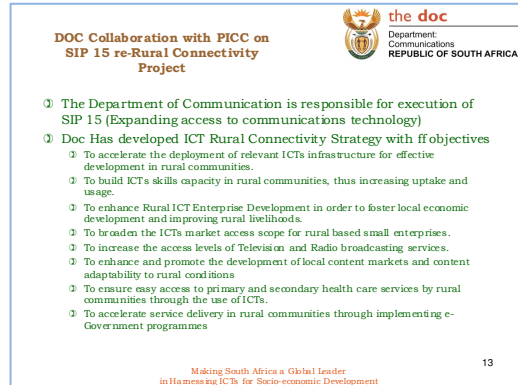 DOC Collaboration with PICC on
SIP 15 re-Rural Connectivity
Project
the doc
Department:
Communications
REPUBLIC OF SOUTH AFRICA
The Department of Communication is responsible for execution of
SIP 15 (Expanding access to communications technology)
Doc Has developed ICT Rural Connectivity Strategy with ff objectives
To accelerate the deployment of relevant ICTs infrastructure for effective
development in rural communities.
To build ICTs skills capacity in rural communities, thus increasing uptake and
usage.
To enhance Rural ICT Enterprise Development in order to foster local economic
development and improving rural livelihoods.
To broaden the ICTs market access scope for rural based small enterprises.
To increase the access levels of Television and Radio broadcasting services.
To enhance and promote the development of local content markets and content
adaptability to rural conditions
To ensure easy access to primary and secondary health care services by rural
communities through the use of ICTs.
To accelerate service delivery in rural communities through implementing e-
Government programmes
13
Making South Africa a Global Leader
in Harnessing ICTs for Socio-economic Development